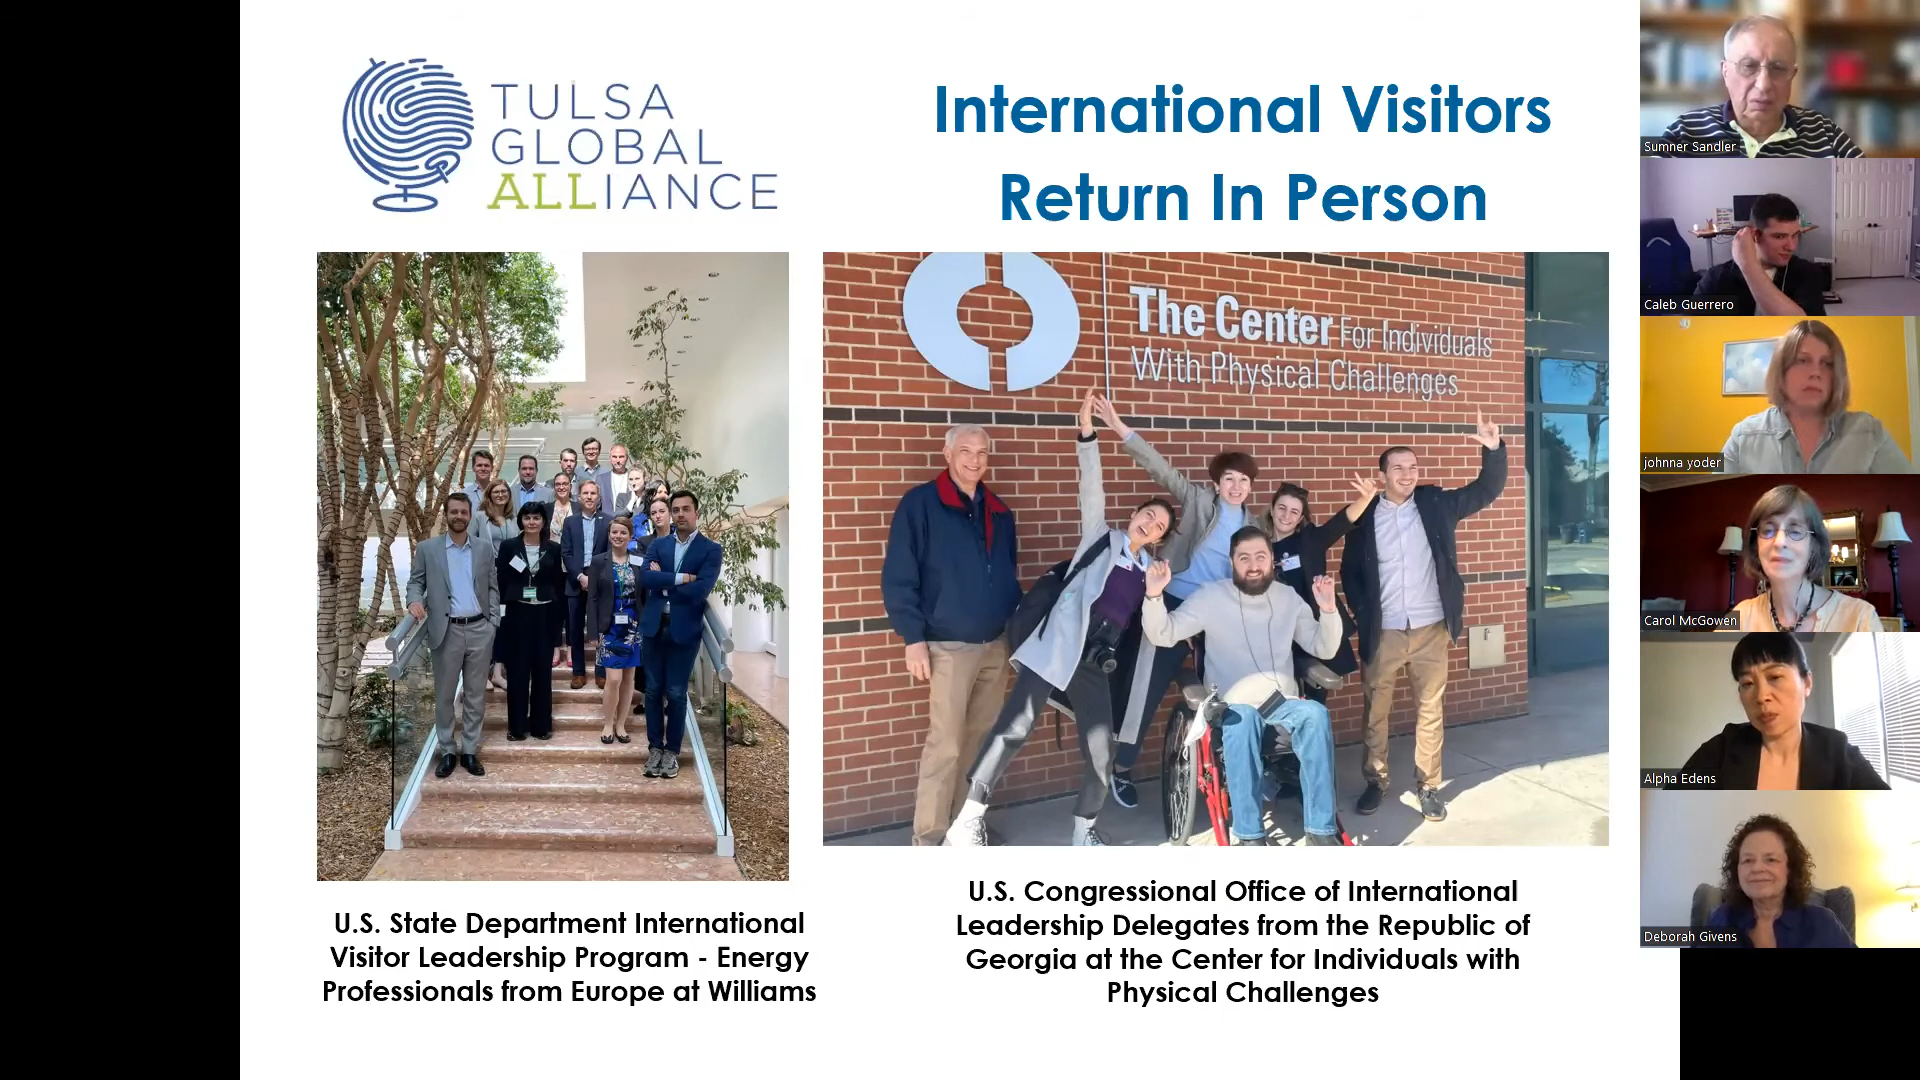 TULSA
GLOBAL
ALLIANCE
International Visitors
Return In Person
The Center For Individuals
With Physical Challenges
U.S. State Department International
Visitor Leadership Program - Energy
Professionals from Europe at Williams
U.S. Congressional Office of International
Leadership Delegates from the Republic of
Georgia at the Center for Individuals with
Physical Challenges
Sumner Sandler
Caleb Guerrero
johnna yoder
Carol McGowen
Alpha Edens
Deborah Givens